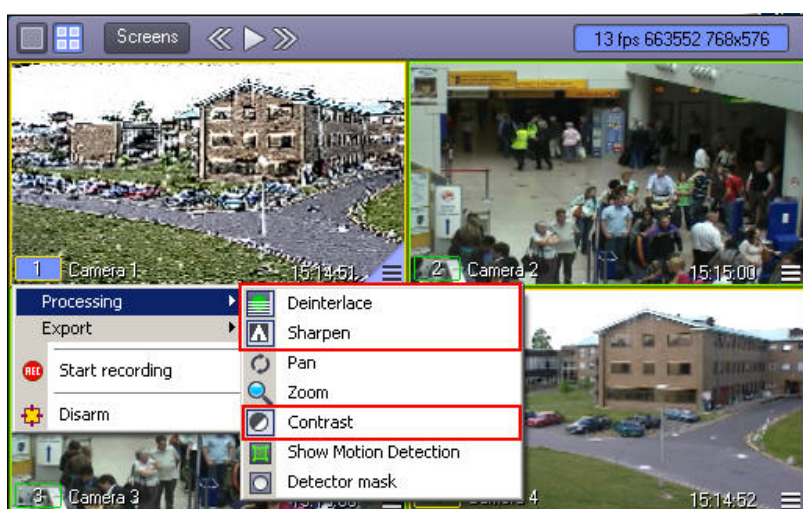 Screens
13 fps 663552 768x576
1 Camera 1 15:14:51
2 Camera 2 15:15:00
Processing
Export
REC Start recording
Disarm
Deinterlace
Sharpen
Pan
Zoom
Contrast
Show Motion Detection
Detector mask
3 Camera 3
4 15:14:52